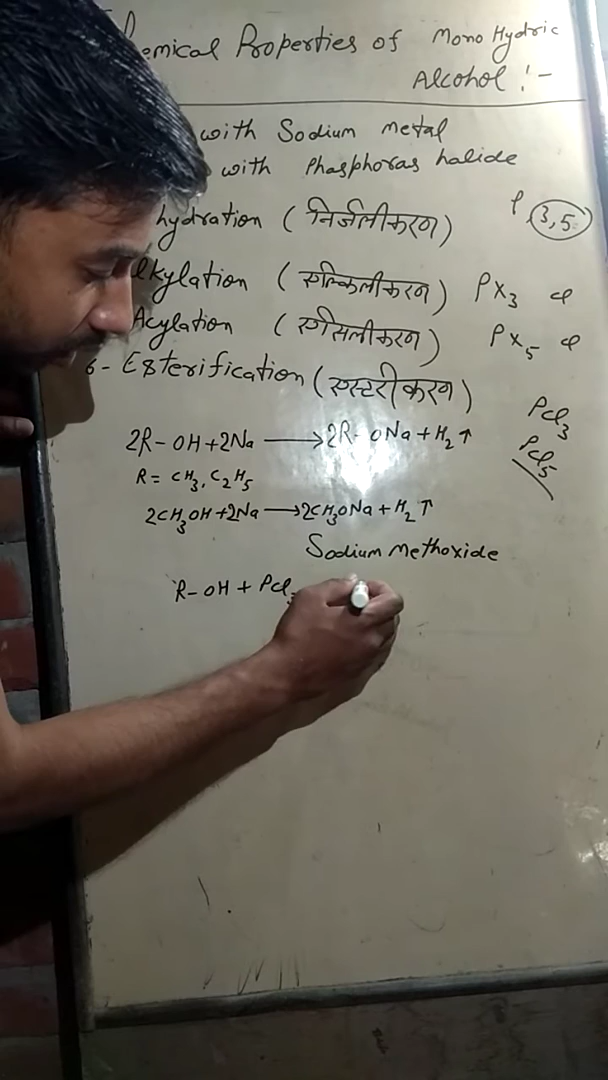 emical Properties of Mono Hydric
Alcohol :-
with Sodium metal
with Phasphoras halide
hydration (निर्जलीकरण)
P (3,5)
lkylation (एल्किलीकरण) PX₃
Acylation (एसिलीकरण) PX₅
6- Esterification (एस्टरीकरण)
PCl₃
PCl₅
2R-OH+2Na ⟶ 2R-ONa+H₂↑
R = CH₃, C₂H₅
2CH₃OH+2Na ⟶ 2CH₃ONa+H₂↑
Sodium Methoxide
R-OH + PCl₃